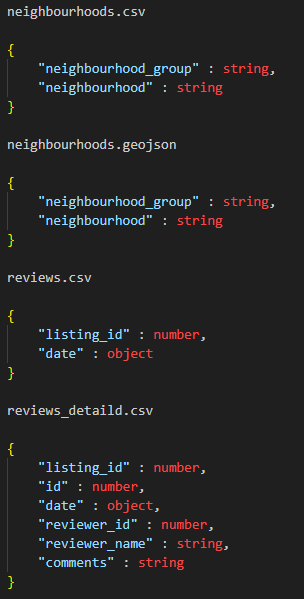 neighbourhoods.csv
{
"neighbourhood_group" : string,
"neighbourhood" : string
}
neighbourhoods.geojson
{
"neighbourhood_group" : string,
"neighbourhood" : string
}
reviews.csv
{
"listing_id" : number,
"date" : object
}
reviews_detaild.csv
{
"listing_id" : number,
"id" : number,
"date" : object,
"reviewer_id" : number,
"reviewer_name" : string,
"comments" : string
}